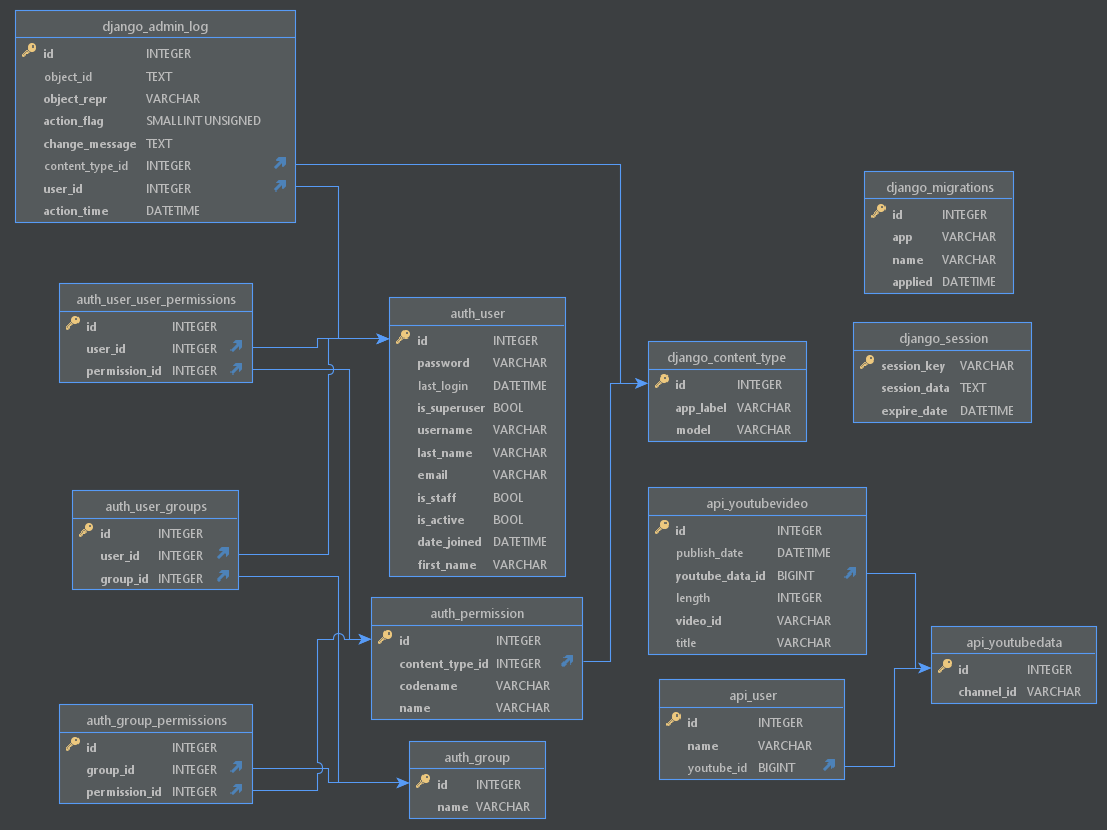 django_admin_log
id INTEGER
object_id TEXT
object_repr VARCHAR
action_flag SMALLINT UNSIGNED
change_message TEXT
content_type_id INTEGER
user_id INTEGER
action_time DATETIME
django_migrations
id INTEGER
app VARCHAR
name VARCHAR
applied DATETIME
auth_user_user_permissions
id INTEGER
user_id INTEGER
permission_id INTEGER
auth_user
id INTEGER
password VARCHAR
last_login DATETIME
is_superuser BOOL
username VARCHAR
last_name VARCHAR
email VARCHAR
is_staff BOOL
is_active BOOL
date_joined DATETIME
first_name VARCHAR
django_content_type
id INTEGER
app_label VARCHAR
model VARCHAR
django_session
session_key VARCHAR
session_data TEXT
expire_date DATETIME
auth_user_groups
id INTEGER
user_id INTEGER
group_id INTEGER
api_youtubevideo
id INTEGER
publish_date DATETIME
youtube_data_id BIGINT
length INTEGER
video_id VARCHAR
title VARCHAR
auth_permission
id INTEGER
content_type_id INTEGER
codename VARCHAR
name VARCHAR
api_youtubedata
id INTEGER
channel_id VARCHAR
api_user
id INTEGER
name VARCHAR
youtube_id BIGINT
auth_group_permissions
id INTEGER
group_id INTEGER
permission_id INTEGER
auth_group
id INTEGER
name VARCHAR